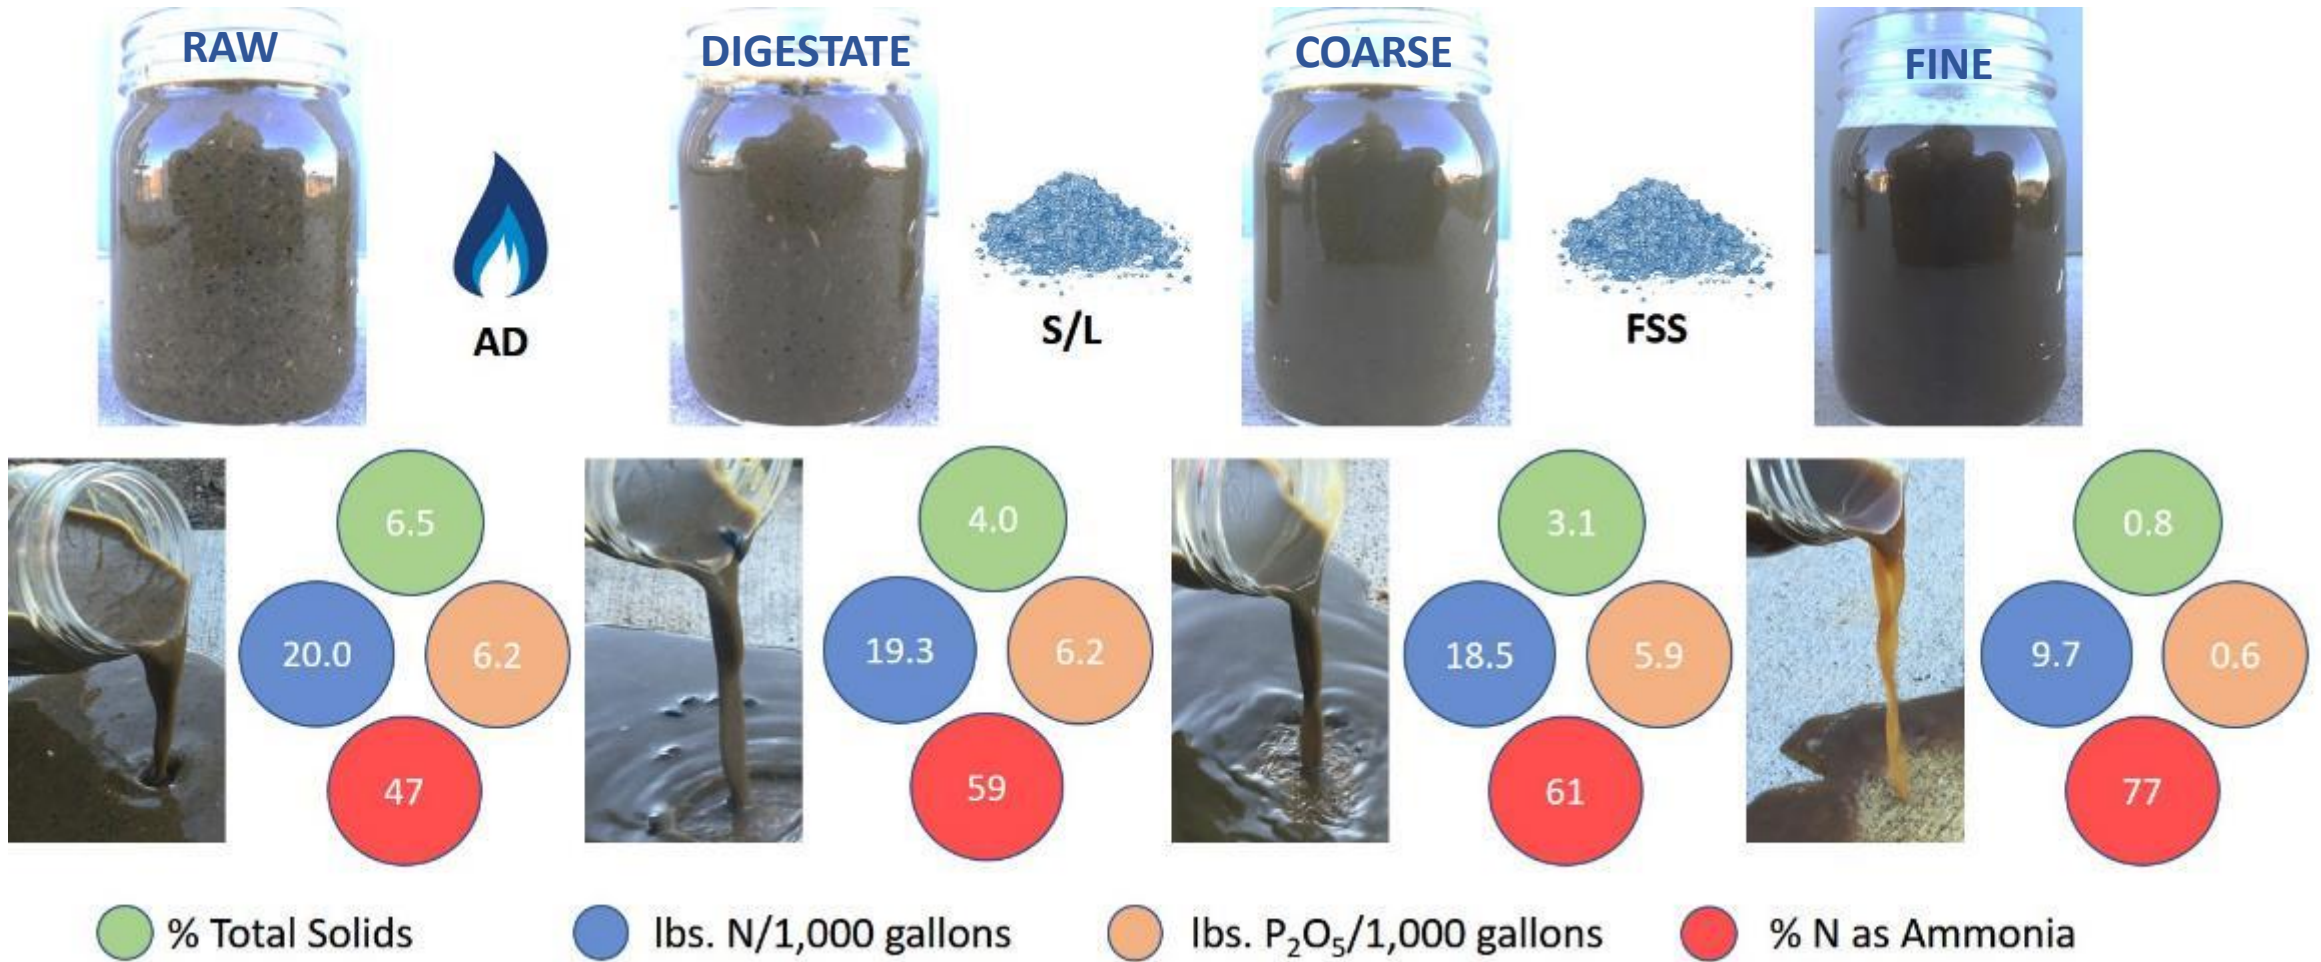 RAW
DIGESTATE
COARSE
FINE
AD
S/L
FSS
6.5
20.0
6.2
47
4.0
19.3
6.2
59
3.1
18.5
5.9
61
0.8
9.7
0.6
77
% Total Solids
lbs. N/1,000 gallons
lbs. P₂O₅/1,000 gallons
% N as Ammonia